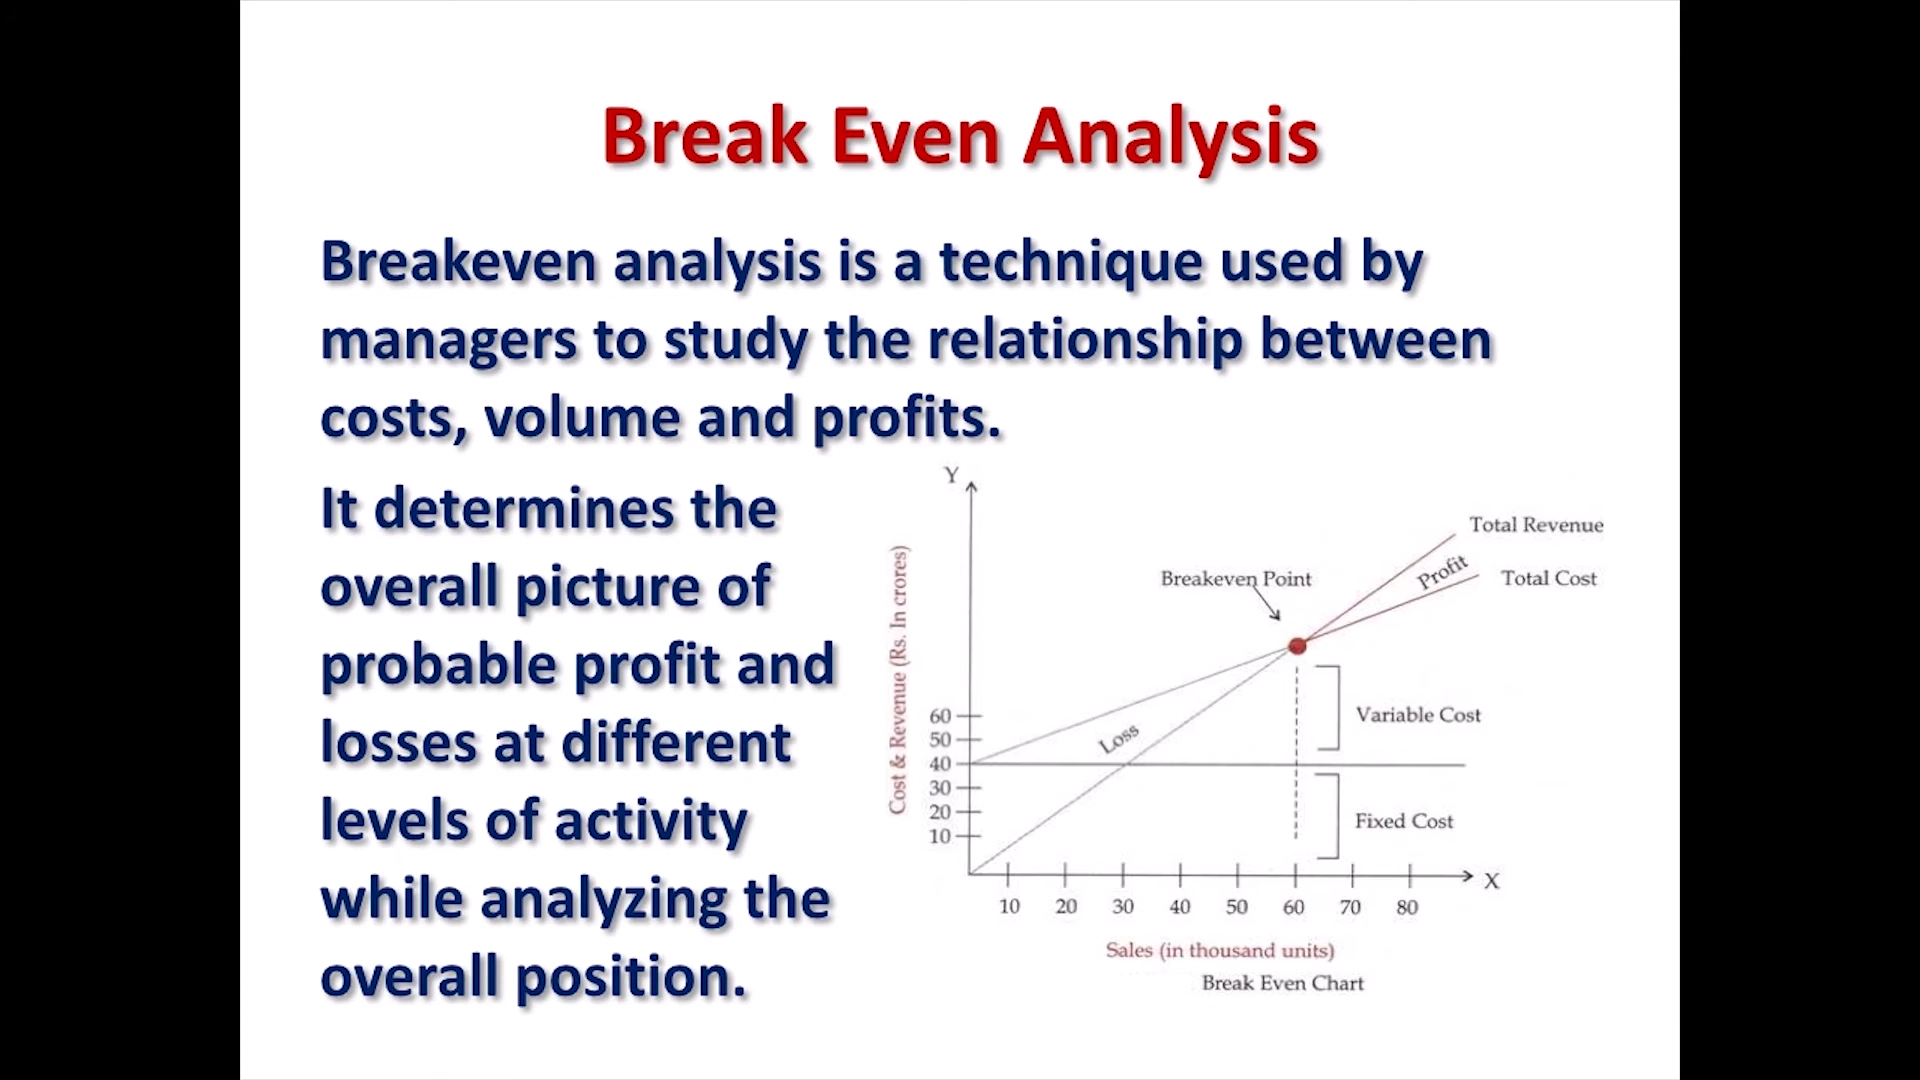 Break Even Analysis
Breakeven analysis is a technique used by
managers to study the relationship between
costs, volume and profits.
It determines the
overall picture of
probable profit and
losses at different
levels of activity
while analyzing the
overall position.
Y
Total Revenue
Profit
Total Cost
Breakeven Point
Cost & Revenue (Rs. In crores)
60
50
40
30
20
10
Loss
Variable Cost
Fixed Cost
X
10 20 30 40 50 60 70 80
Sales (in thousand units)
Break Even Chart